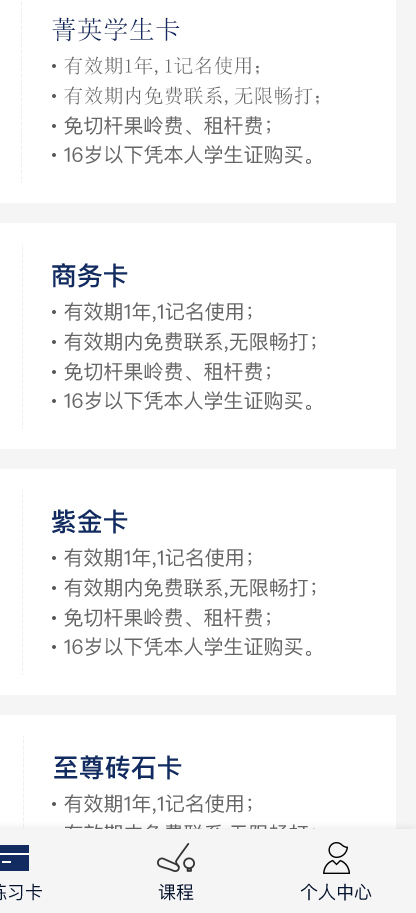 菁英学生卡
• 有效期1年, 1记名使用;
• 有效期内免费联系, 无限畅打;
• 免切杆果岭费、租杆费;
• 16岁以下凭本人学生证购买。
商务卡
• 有效期1年,1记名使用;
• 有效期内免费联系,无限畅打;
• 免切杆果岭费、租杆费;
• 16岁以下凭本人学生证购买。
紫金卡
• 有效期1年,1记名使用;
• 有效期内免费联系,无限畅打;
• 免切杆果岭费、租杆费;
• 16岁以下凭本人学生证购买。
至尊砖石卡
• 有效期1年,1记名使用;
习卡
课程
个人中心